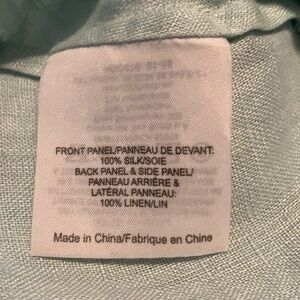 FRONT PANEL/PANNEAU DE DEVANT:
100% SILK/SOIE
BACK PANEL & SIDE PANEL/
PANNEAU ARRIÈRE &
LATÉRAL PANNEAU:
100% LINEN/LIN
Made in China/Fabrique en Chine